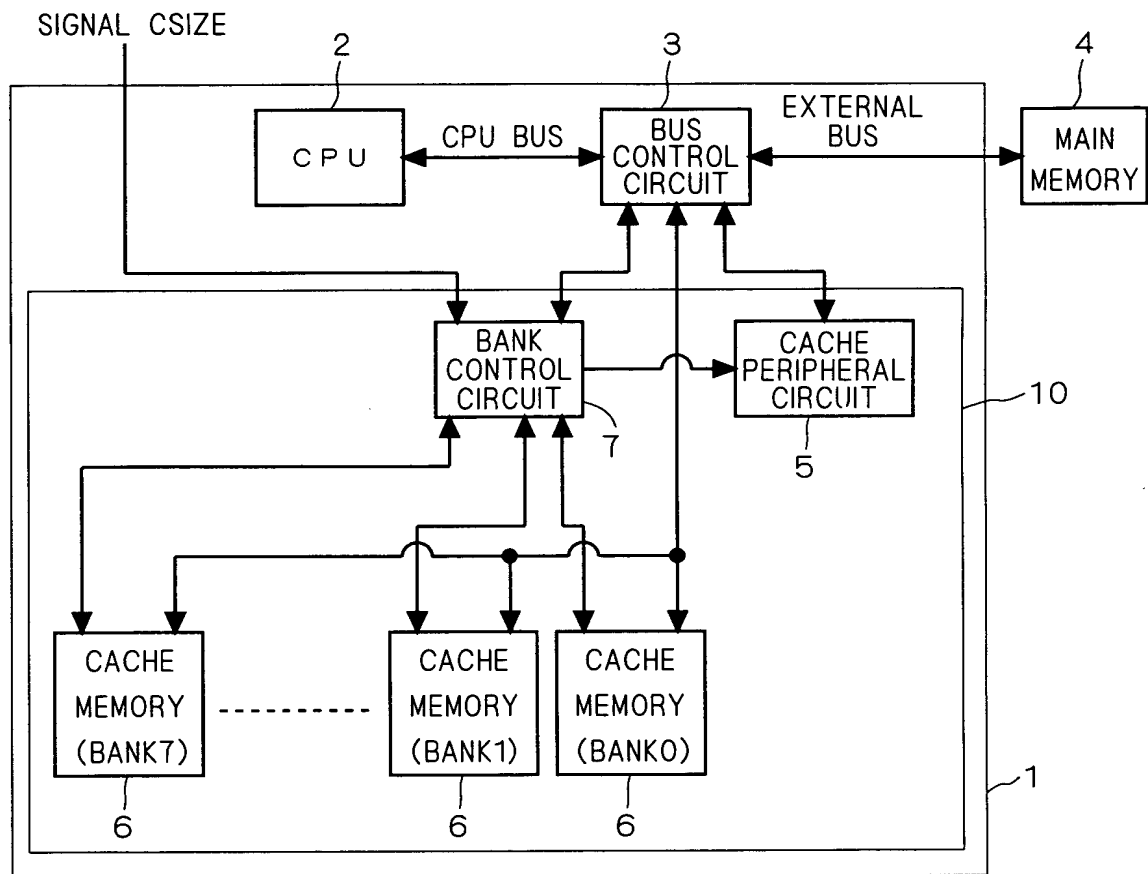 SIGNAL CSIZE
2
3
4
CPU
CPU BUS
BUS
CONTROL
CIRCUIT
EXTERNAL
BUS
MAIN
MEMORY
BANK
CONTROL
CIRCUIT
7
CACHE
PERIPHERAL
CIRCUIT
5
10
CACHE
MEMORY
(BANK7)
6
CACHE
MEMORY
(BANK1)
6
CACHE
MEMORY
(BANK0)
6
1